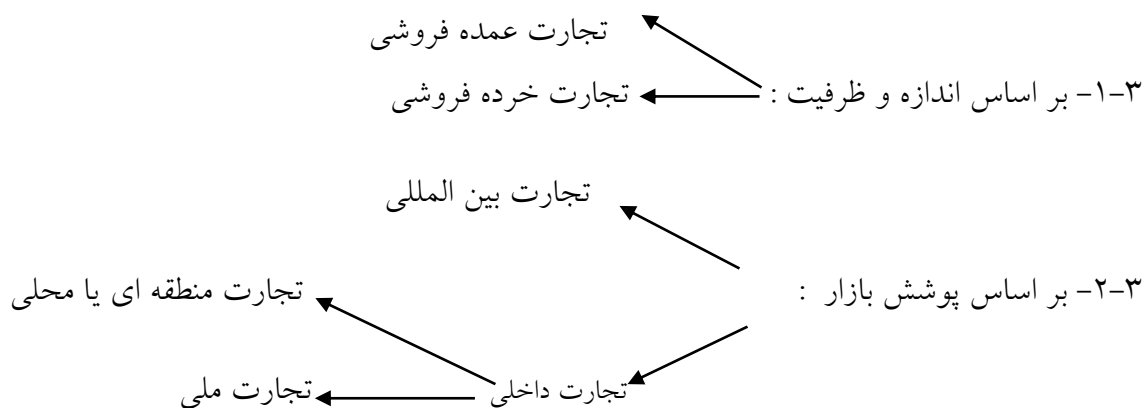 تجارت عمده فروشی
۳-۱- بر اساس اندازه و ظرفیت : تجارت خرده فروشی
تجارت بین المللی
۳-۲- بر اساس پوشش بازار : تجارت منطقه ای یا محلی
تجارت داخلی تجارت ملی